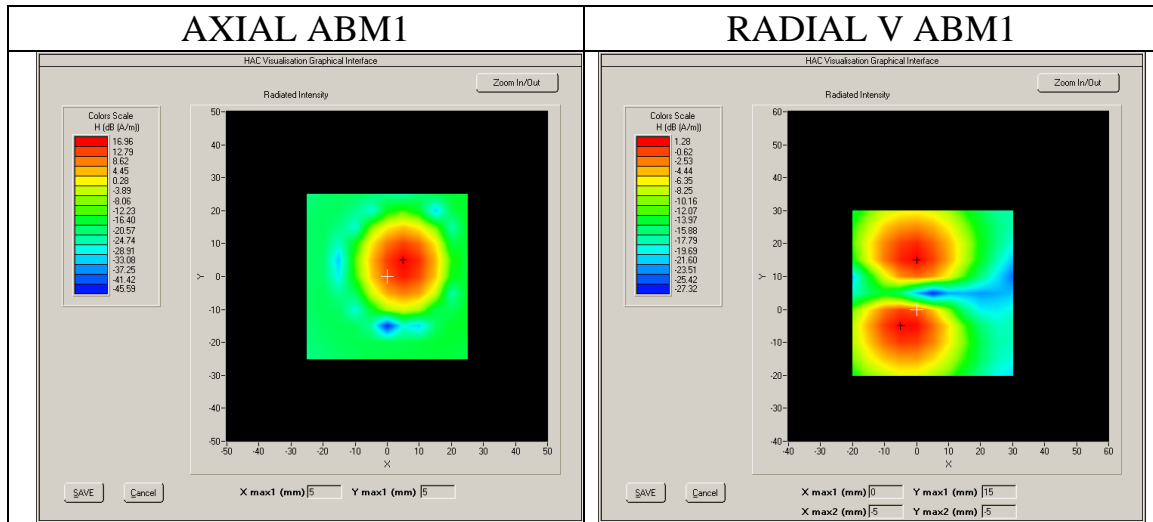 AXIAL ABM1
HAC Visualisation Graphical Interface
Zoom In/Out
Radiated Intensity
Colors Scale
H (dB (A/m))
16.96
12.79
8.62
4.45
0.28
-3.89
-8.06
-12.23
-16.40
-20.57
-24.74
-28.91
-33.08
-37.25
-41.42
-45.59
50
40
30
20
10
0
-10
-20
-30
-40
-50
Y
-50 -40 -30 -20 -10 0 10 20 30 40 50
X
SAVE Cancel X max1 (mm) 5 Y max1 (mm) 5
RADIAL V ABM1
HAC Visualisation Graphical Interface
Zoom In/Out
Radiated Intensity
Colors Scale
H (dB (A/m))
1.28
-0.62
-2.53
-4.44
-6.35
-8.25
-10.16
-12.07
-13.97
-15.88
-17.79
-19.69
-21.60
-23.51
-25.42
-27.32
60
50
40
30
20
10
0
-10
-20
-30
-40
Y
-40 -30 -20 -10 0 10 20 30 40 50 60
X
SAVE Cancel X max1 (mm) 0 Y max1 (mm) 15
X max2 (mm) -5 Y max2 (mm) -5